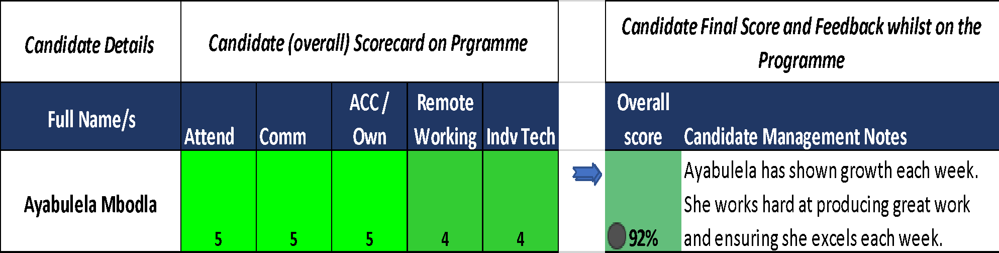 Candidate Details
Candidate (overall) Scorecard on Prgramme
Candidate Final Score and Feedback whilst on the
Programme
Full Name/s
Attend
Comm
ACC /
Own
Remote
Working
Indv Tech
Overall
score
Candidate Management Notes
Ayabulela Mbodla
5
5
5
4
4
92%
Ayabulela has shown growth each week.
She works hard at producing great work
and ensuring she excels each week.